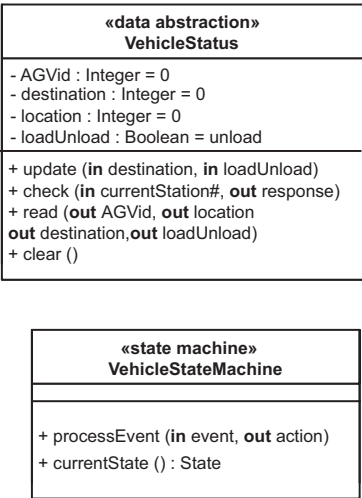 «data abstraction»
VehicleStatus
- AGVid : Integer = 0
- destination : Integer = 0
- location : Integer = 0
- loadUnload : Boolean = unload
+ update (in destination, in loadUnload)
+ check (in currentStation#, out response)
+ read (out AGVid, out location
out destination,out loadUnload)
+ clear ()
«state machine»
VehicleStateMachine
+ processEvent (in event, out action)
+ currentState () : State